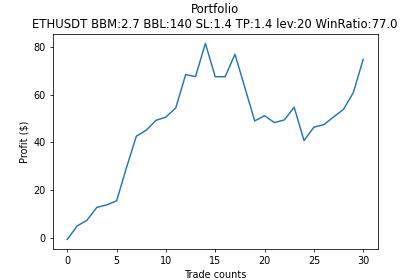 Portfolio
ETHUSDT BBM:2.7 BBL:140 SL:1.4 TP:1.4 lev:20 WinRatio:77.0
80
60
40
20
0
Profit ($)
0 5 10 15 20 25 30
Trade counts